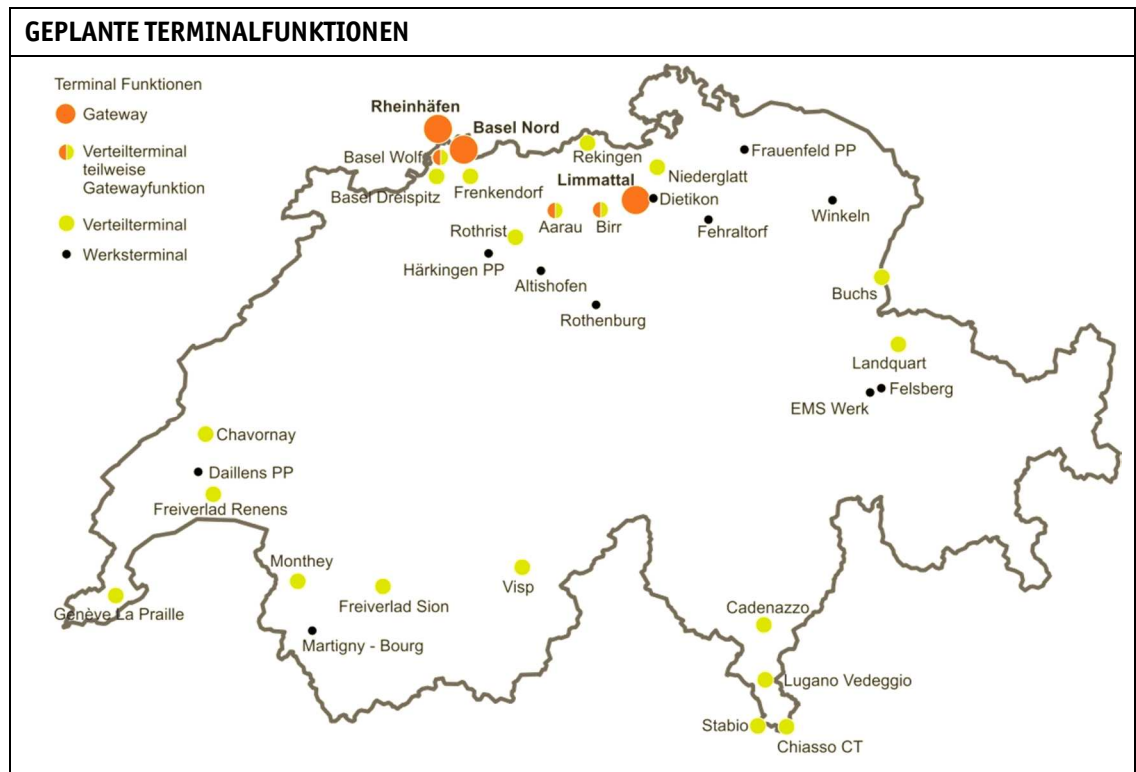 GEPLANTE TERMINALFUNKTIONEN
Terminal Funktionen
Gateway
Verteilterminal
teilweise
Gatewayfunktion
Verteilterminal
Werksterminal
Rheinhäfen
Basel Nord
Basel Wolf
Basel Dreispitz
Frenkendorf
Rekingen
Limmattal
Niederglatt
Dietikon
Frauenfeld PP
Winkeln
Fehraltorf
Aarau
Birr
Rothrist
Härkingen PP
Altishofen
Rothenburg
Buchs
Landquart
Felsberg
EMS Werk
Chavornay
Daillens PP
Freiverlad Renens
Monthey
Freiverlad Sion
Visp
Genève La Praille
Martigny - Bourg
Cadenazzo
Lugano Vedeggio
Stabio
Chiasso CT